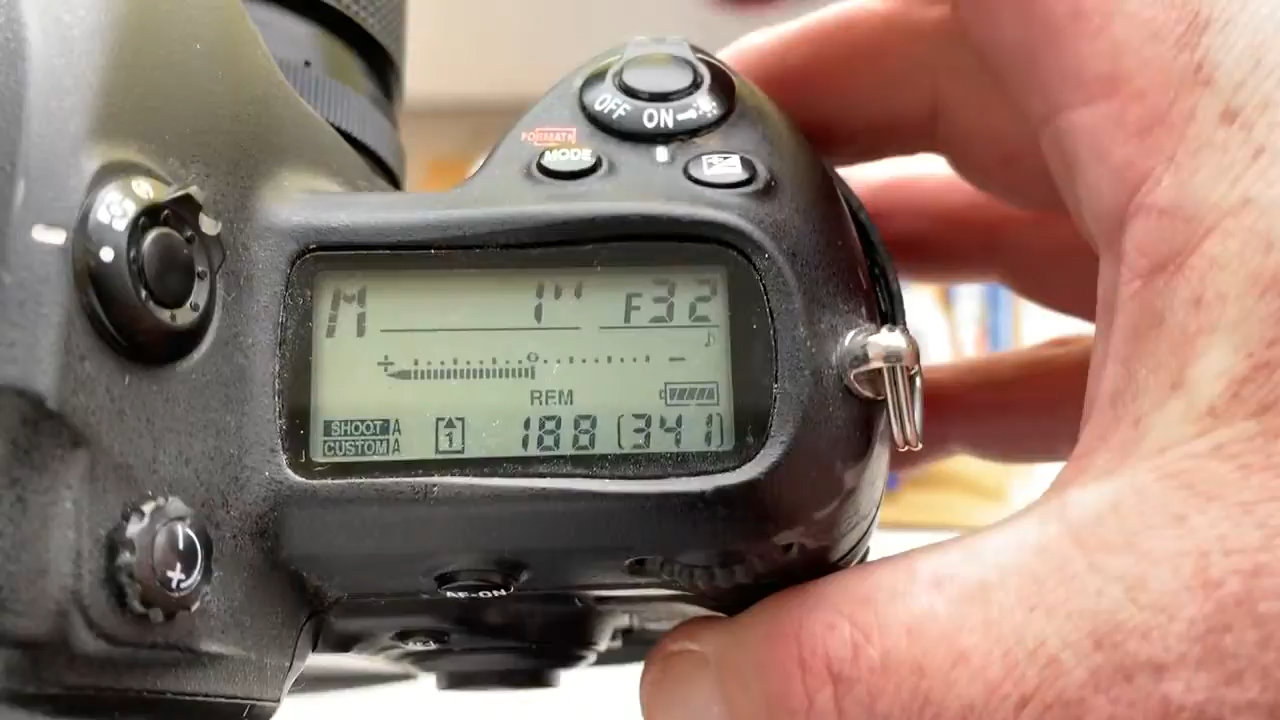 OFF ON
FORMAT
MODE
M 1" F32
+ -
REM
SHOOT A
CUSTOM A
1 188 (341)
AF-ON